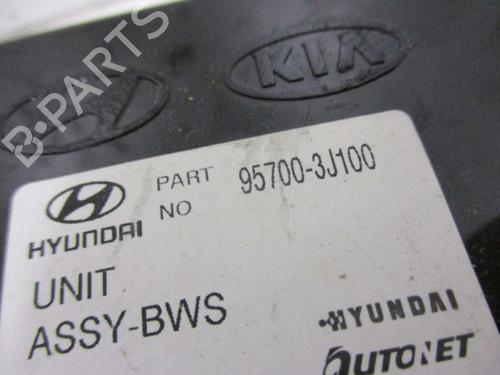 KIA
B-PARTS
HYUNDAI
PART NO 95700-3J100
UNIT
ASSY-BWS
HYUNDAI
AUTONET